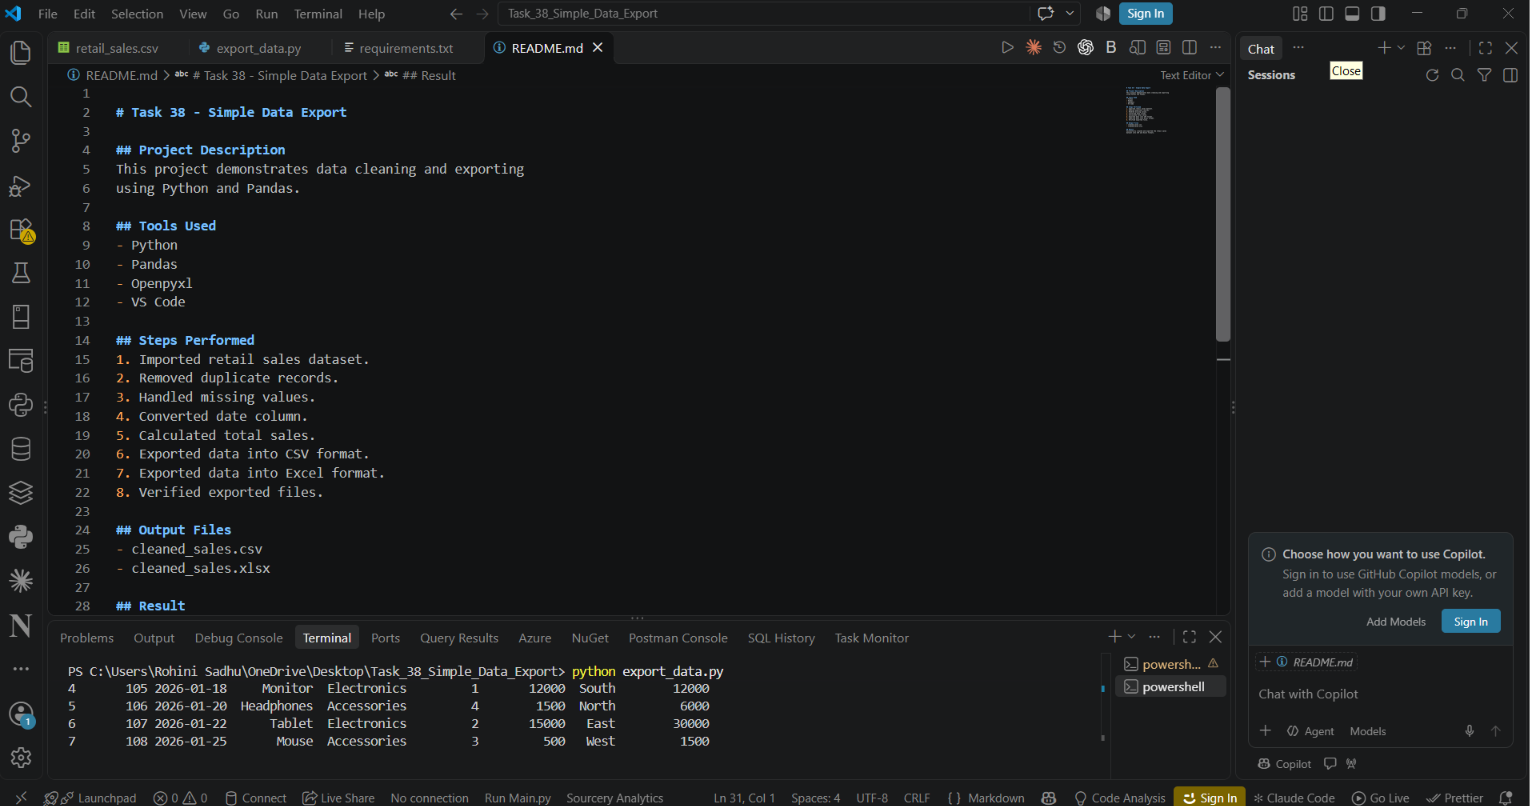 File Edit Selection View Go Run Terminal Help
Task_38_Simple_Data_Export
Sign In
retail_sales.csv
export_data.py
requirements.txt
README.md
README.md > # Task 38 - Simple Data Export > ## Result
Text Editor
1
2 # Task 38 - Simple Data Export
3
4 ## Project Description
5 This project demonstrates data cleaning and exporting
6 using Python and Pandas.
7
8 ## Tools Used
9 - Python
10 - Pandas
11 - Openpyxl
12 - VS Code
13
14 ## Steps Performed
15 1. Imported retail sales dataset.
16 2. Removed duplicate records.
17 3. Handled missing values.
18 4. Converted date column.
19 5. Calculated total sales.
20 6. Exported data into CSV format.
21 7. Exported data into Excel format.
22 8. Verified exported files.
23
24 ## Output Files
25 - cleaned_sales.csv
26 - cleaned_sales.xlsx
27
28 ## Result
Problems Output Debug Console Terminal Ports Query Results Azure NuGet Postman Console SQL History Task Monitor
PS C:\Users\Rohini Sadhu\OneDrive\Desktop\Task_38_Simple_Data_Export> python export_data.py
4 105 2026-01-18 Monitor Electronics 1 12000 South 12000
5 106 2026-01-20 Headphones Accessories 4 1500 North 6000
6 107 2026-01-22 Tablet Electronics 2 15000 East 30000
7 108 2026-01-25 Mouse Accessories 3 500 West 1500
powersh...
powershell
Chat
Close
Sessions
Choose how you want to use Copilot.
Sign in to use GitHub Copilot models, or
add a model with your own API key.
Add Models
Sign In
README.md
Chat with Copilot
Agent Models
Copilot
1
Launchpad 0 0 Connect Live Share No connection Run Main.py Sourcery Analytics Ln 31, Col 1 Spaces: 4 UTF-8 CRLF { } Markdown Code Analysis Sign In Claude Code Go Live Prettier